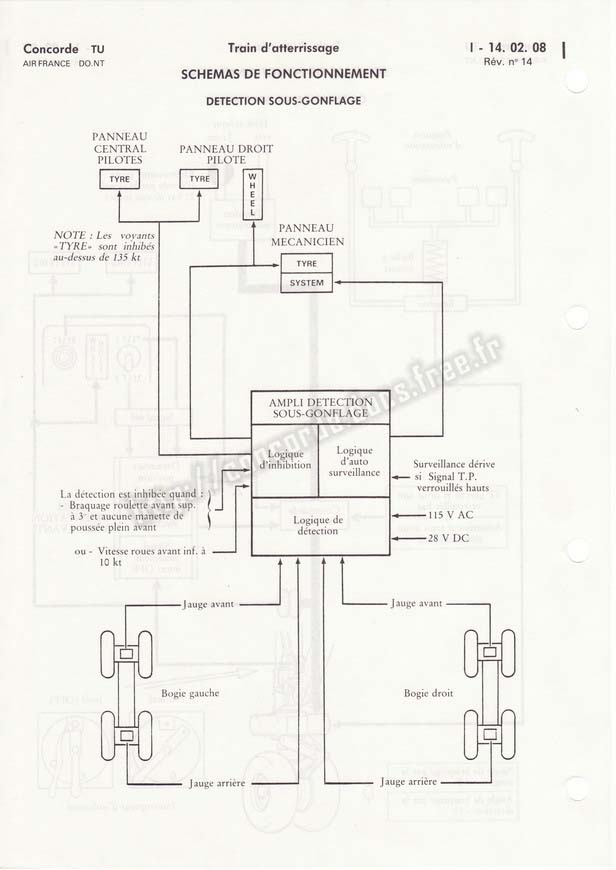 Concorde TU
AIR FRANCE DO.NT
Train d'atterrissage
I - 14. 02. 08
Rév. n° 14
SCHEMAS DE FONCTIONNEMENT
DETECTION SOUS-GONFLAGE
PANNEAU
CENTRAL
PILOTES
PANNEAU DROIT
PILOTE
TYRE
TYRE
WHEEL
NOTE : Les voyants
«TYRE» sont inhibés
au-dessus de 135 kt
PANNEAU
MECANICIEN
TYRE
SYSTEM
AMPLI DETECTION
SOUS-GONFLAGE
Logique
d'inhibition
Logique
d'auto
surveillance
Surveillance dérive
si Signal T.P.
verrouillés hauts
La détection est inhibée quand :
- Braquage roulette avant sup.
à 3° et aucune manette de
poussée plein avant
ou - Vitesse roues avant inf. à
10 kt
Logique de
détection
115 V AC
28 V DC
Jauge avant
Jauge avant
Bogie gauche
Bogie droit
Jauge arrière
Jauge arrière